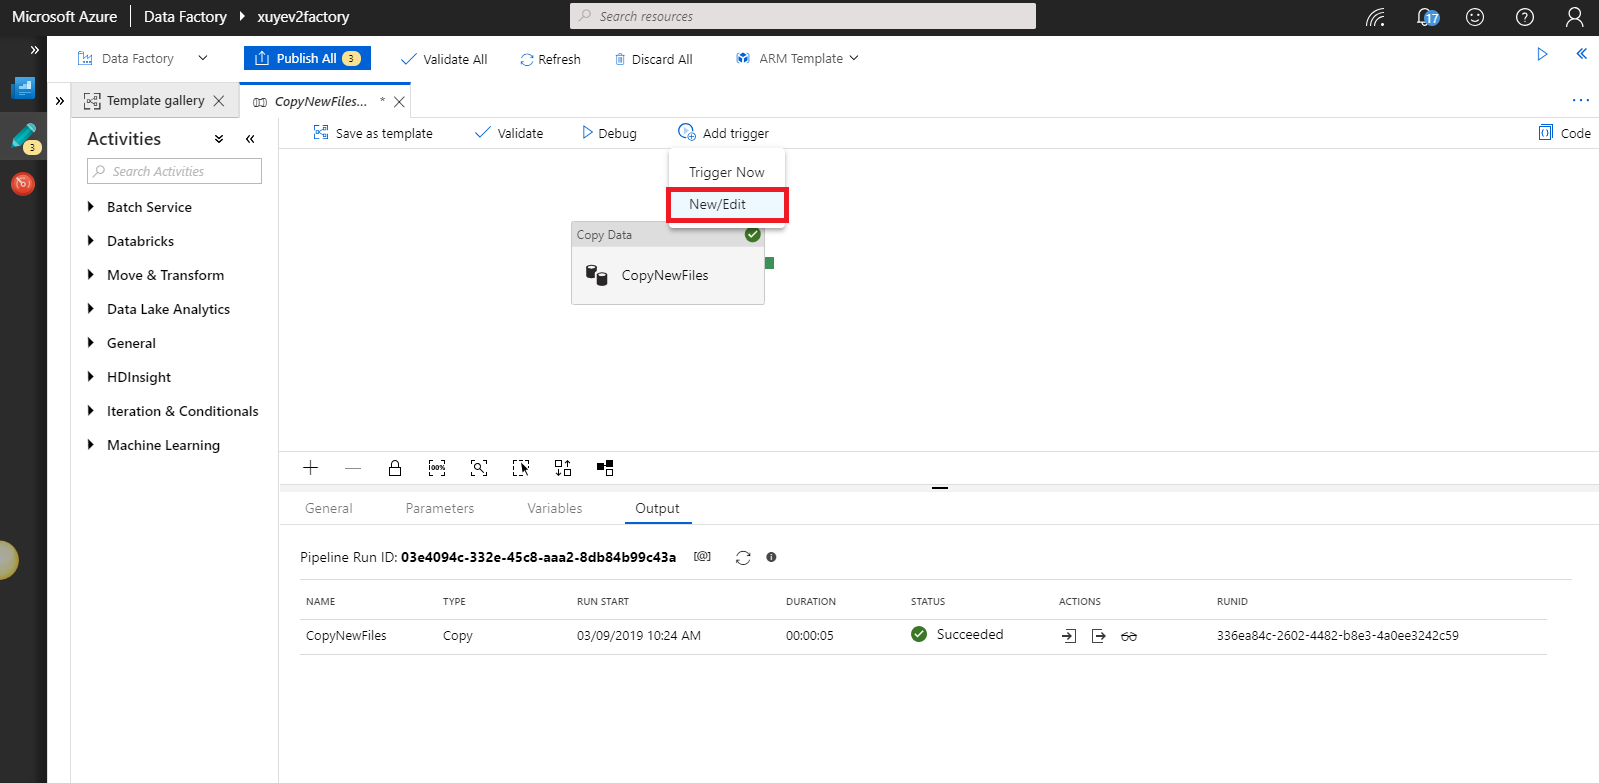 Microsoft Azure Data Factory xuyev2factory Search resources 17
Data Factory Publish All 3 Validate All Refresh Discard All ARM Template
Template gallery CopyNewFiles... *
3
Activities
Search Activities
Batch Service
Databricks
Move & Transform
Data Lake Analytics
General
HDInsight
Iteration & Conditionals
Machine Learning
Save as template Validate Debug Add trigger Code
Trigger Now
New/Edit
Copy Data
CopyNewFiles
100%
General Parameters Variables Output
Pipeline Run ID: 03e4094c-332e-45c8-aaa2-8db84b99c43a [@]
NAME TYPE RUN START DURATION STATUS ACTIONS RUNID
CopyNewFiles Copy 03/09/2019 10:24 AM 00:00:05 Succeeded 336ea84c-2602-4482-b8e3-4a0ee3242c59